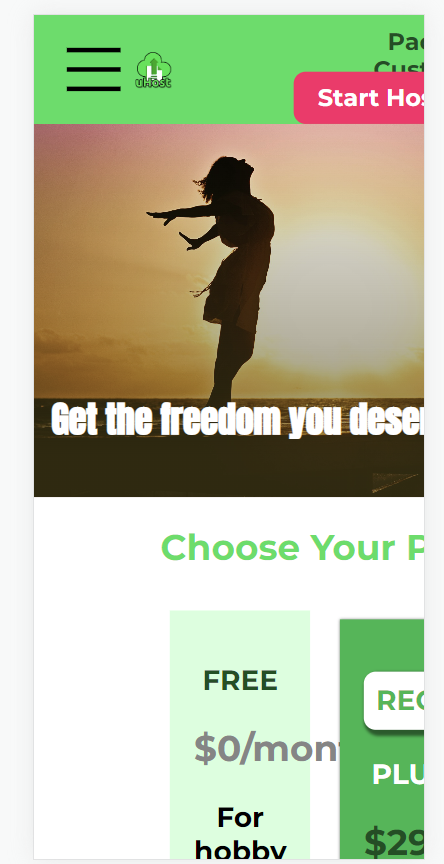 uHost
Pac
Cust
Start Hos
Get the freedom you deser
Choose Your P
FREE
$0/mont
For
hobby
REC
PLU
$29